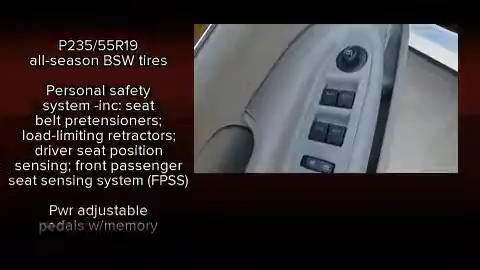 P235/55R19
all-season BSW tires
Personal safety
system -inc: seat
belt pretensioners;
load-limiting retractors;
driver seat position
sensing; front passenger
seat sensing system (FPSS)
Pwr adjustable
pedals w/memory